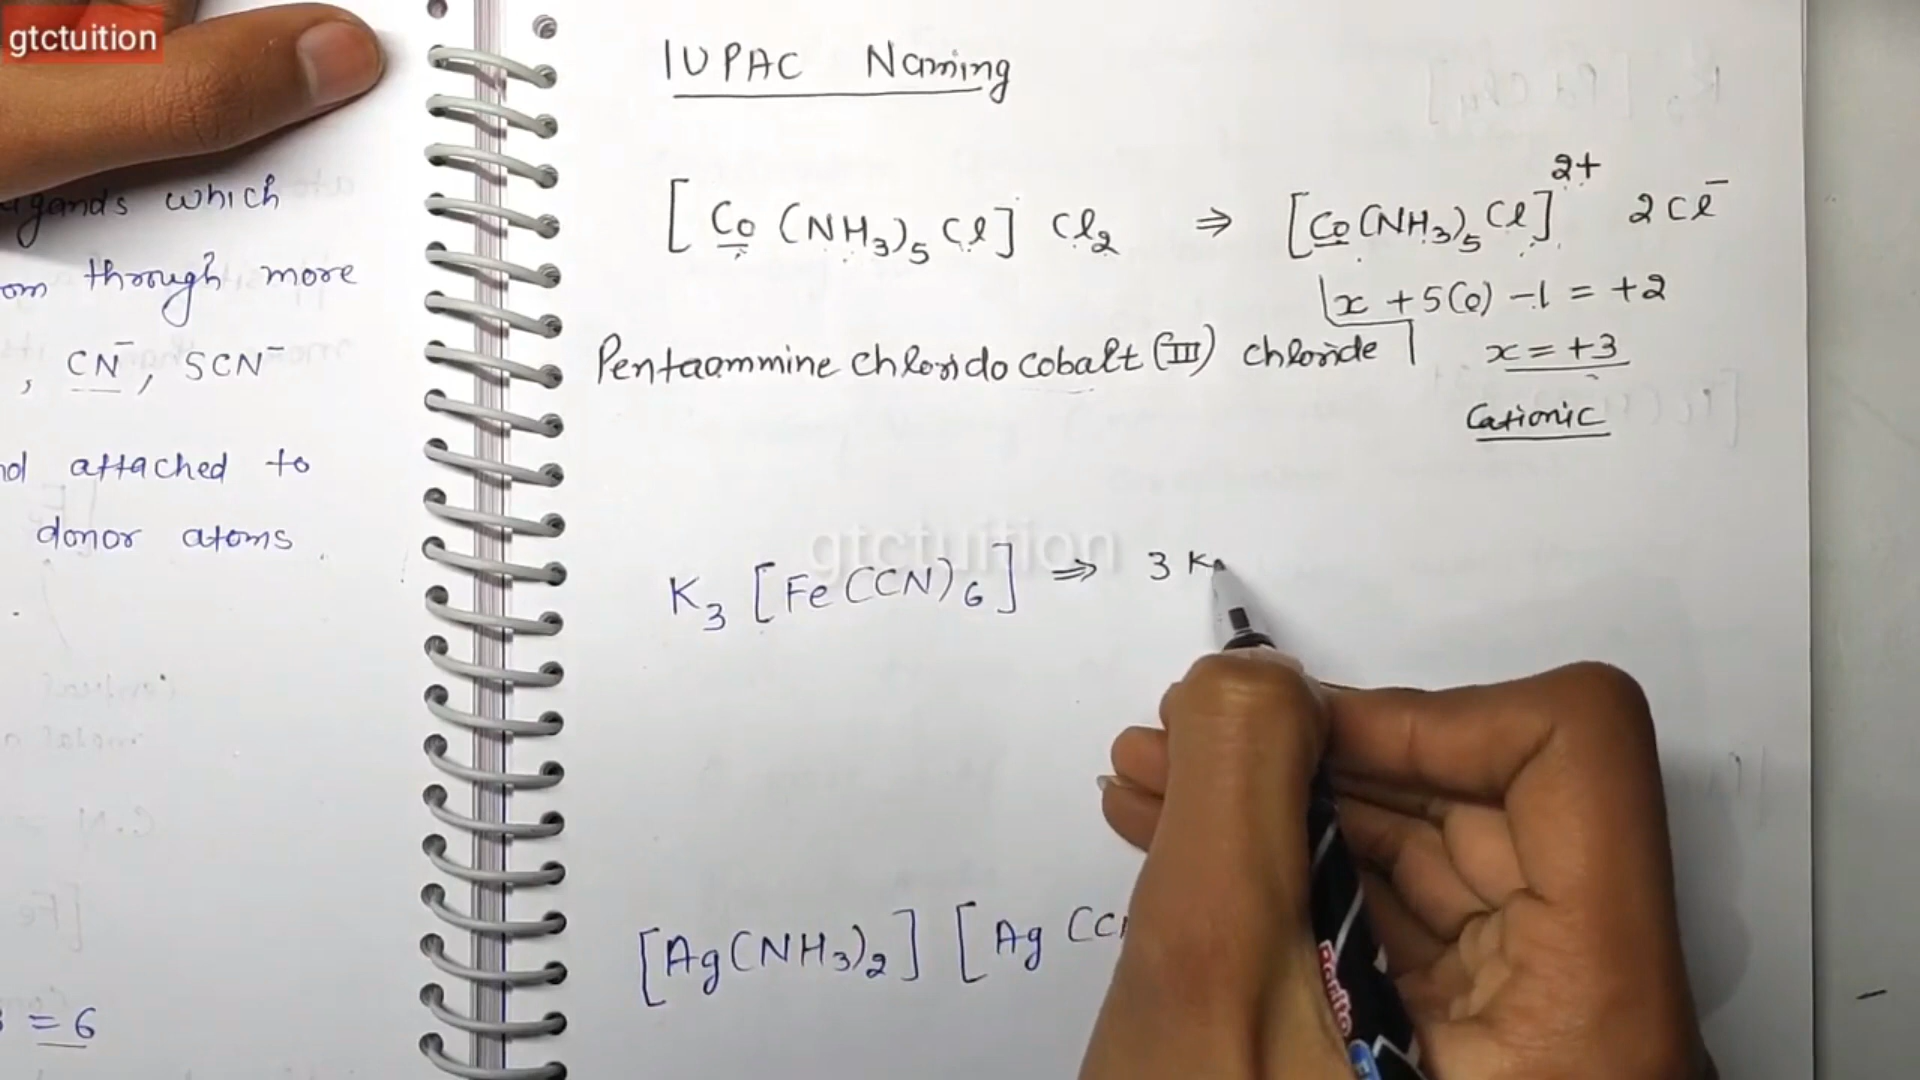 gtctuition
IUPAC Naming
[Co(NH₃)₅Cl] Cl₂ ⇒ [Co(NH₃)₅Cl]²⁺ 2Cl⁻
x + 5(0) -1 = +2
Pentaammine chlorido cobalt (III) chloride
x = +3
Cationic
K₃ [Fe(CN)₆] ⇒ 3 K
gtctuition
[Ag(NH₃)₂] [Ag (C
which
through more
, CN⁻, SCN⁻
attached to
donor atoms
= 6